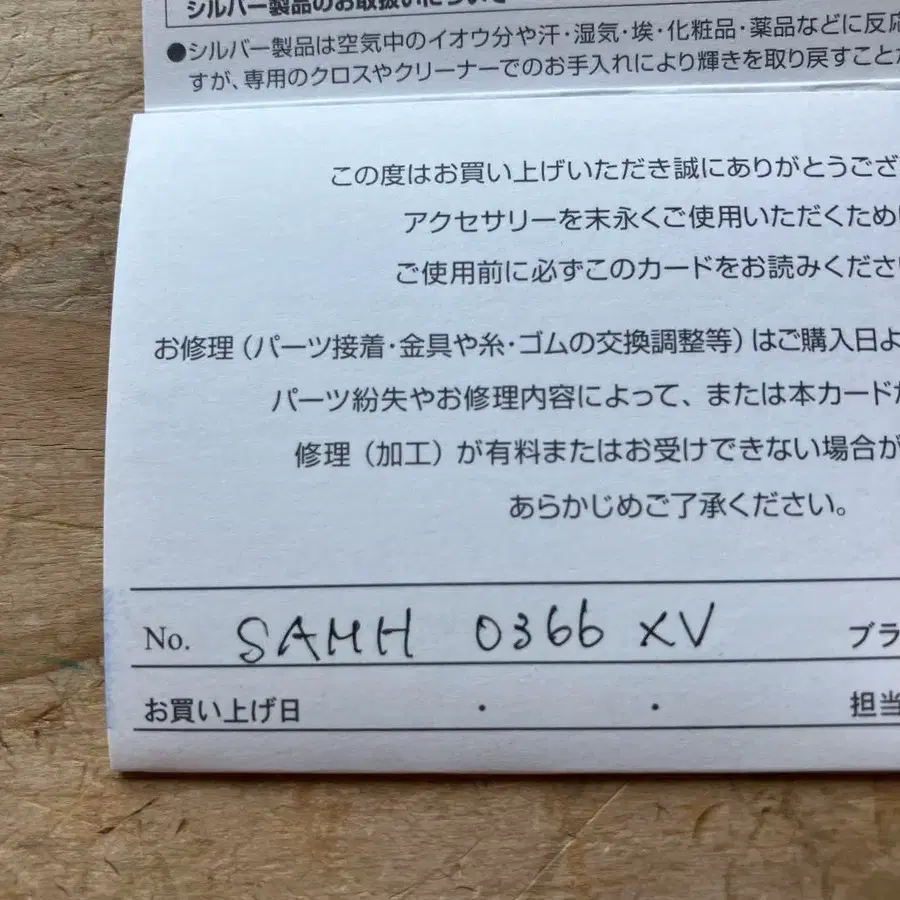 シルバー製品のお取扱いについて
●シルバー製品は空気中のイオウ分や汗・湿気・埃・化粧品・薬品などに反応
すが、専用のクロスやクリーナーでのお手入れにより輝きを取り戻すこと
この度はお買い上げいただき誠にありがとうござ
アクセサリーを末永くご使用いただくため
ご使用前に必ずこのカードをお読みくださ
お修理（パーツ接着・金具や糸・ゴムの交換調整等）はご購入日よ
パーツ紛失やお修理内容によって、または本カードが
修理（加工）が有料またはお受けできない場合が
あらかじめご了承ください。
No. SAMH 0366 XV ブラ
お買い上げ日 ・ ・ 担当